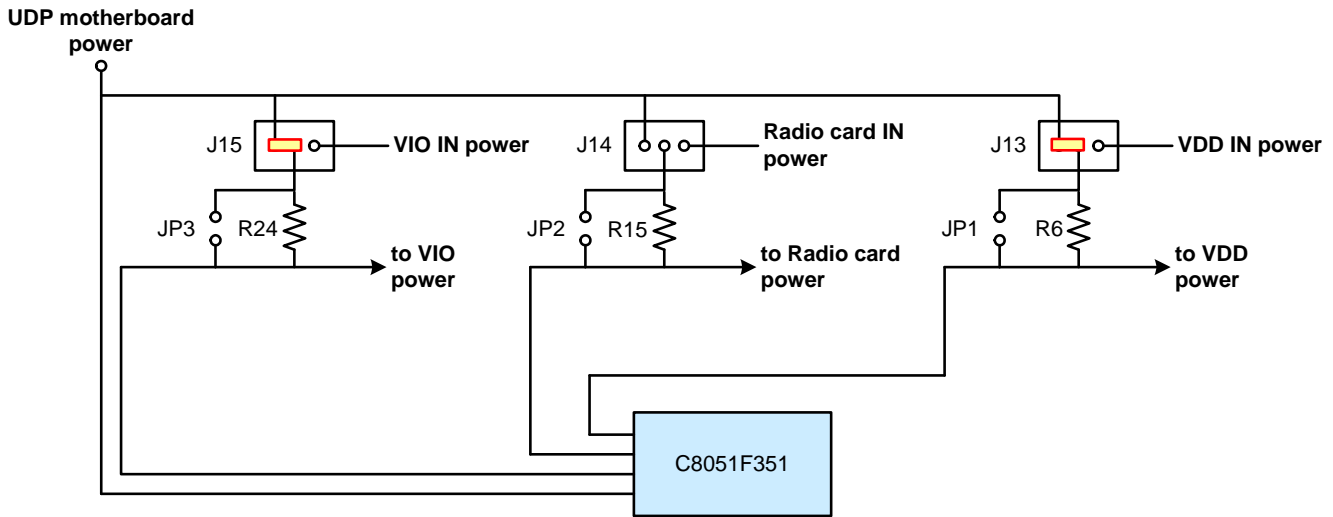 UDP motherboard
power
J15
VIO IN power
J14
Radio card IN
power
J13
VDD IN power
JP3
R24
JP2
R15
JP1
R6
to VIO
power
to Radio card
power
to VDD
power
C8051F351